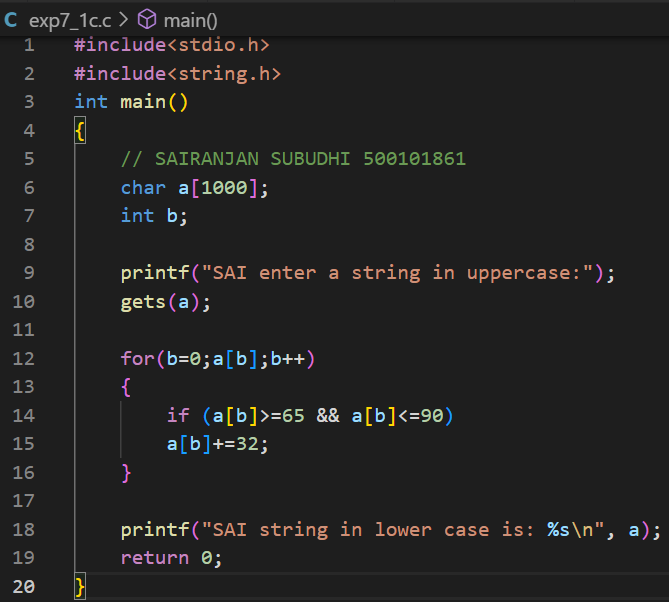 C exp7_1c.c > main()
1 #include<stdio.h>
2 #include<string.h>
3 int main()
4 {
5 // SAIRANJAN SUBUDHI 500101861
6 char a[1000];
7 int b;
8
9 printf("SAI enter a string in uppercase:");
10 gets(a);
11
12 for(b=0;a[b];b++)
13 {
14 if (a[b]>=65 && a[b]<=90)
15 a[b]+=32;
16 }
17
18 printf("SAI string in lower case is: %s\n", a);
19 return 0;
20 }